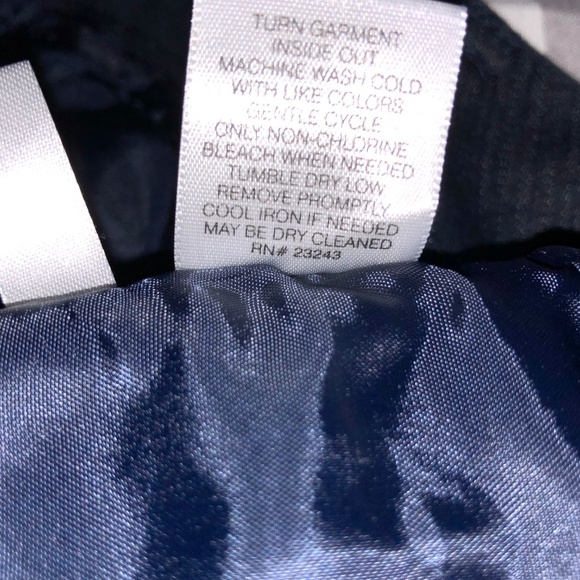 TURN GARMENT
INSIDE OUT
MACHINE WASH COLD
WITH LIKE COLORS
GENTLE CYCLE
ONLY NON-CHLORINE
BLEACH WHEN NEEDED
TUMBLE DRY LOW
REMOVE PROMPTLY
COOL IRON IF NEEDED
MAY BE DRY CLEANED
RN# 23243